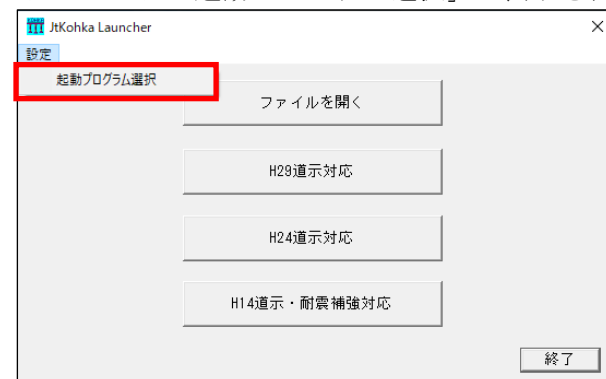 JtKohka Launcher
設定
起動プログラム選択
ファイルを開く
H29道示対応
H24道示対応
H14道示・耐震補強対応
終了